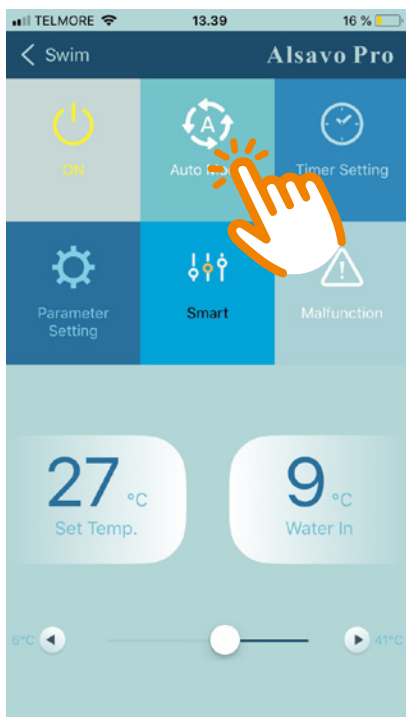 TELMORE 13.39 16 %
Swim Alsavo Pro
ON Auto Timer Setting
A
Parameter Smart Malfunction
Setting
27 °C 9 °C
Set Temp. Water In
6°C 41°C